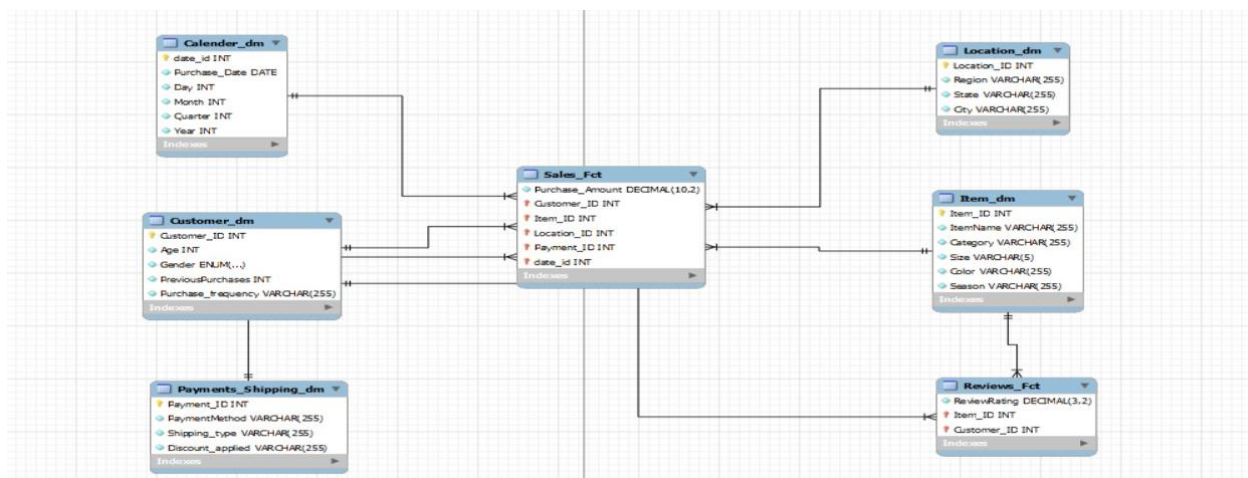 Calender_dm
date_id INT
Purchase_Date DATE
Day INT
Month INT
Quarter INT
Year INT
Indexes
Customer_dm
Customer_ID INT
Age INT
Gender ENUM(...)
PreviousPurchases INT
Purchase_frequency VARCHAR(255)
Indexes
Payments_Shipping_dm
Payment_ID INT
PaymentMethod VARCHAR(255)
Shipping_type VARCHAR(255)
Discount_applied VARCHAR(255)
Indexes
Sales_Fct
Purchase_Amount DECIMAL(10,2)
Customer_ID INT
Item_ID INT
Location_ID INT
Payment_ID INT
date_id INT
Indexes
Location_dm
Location_ID INT
Region VARCHAR(255)
State VARCHAR(255)
City VARCHAR(255)
Indexes
Item_dm
Item_ID INT
ItemName VARCHAR(255)
Category VARCHAR(255)
Size VARCHAR(5)
Color VARCHAR(255)
Season VARCHAR(255)
Indexes
Reviews_Fct
ReviewRating DECIMAL(3,2)
Item_ID INT
Customer_ID INT
Indexes